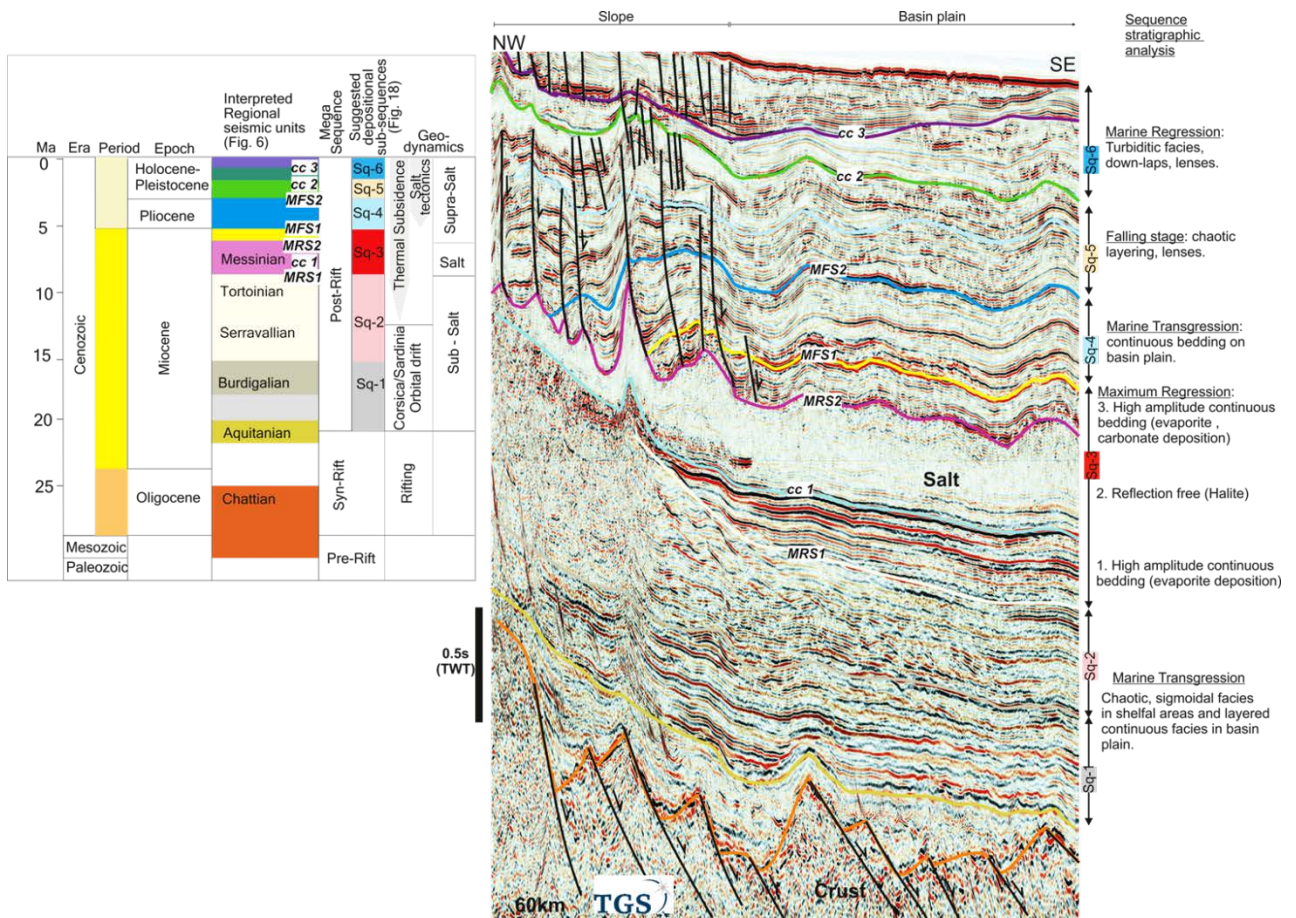 Slope
Basin plain
Sequence
stratigraphic
analysis
NW
SE
Ma
Era
Period
Epoch
Interpreted
Regional
seismic units
(Fig. 6)
Mega
Sequence
Suggested
depositional
sub-sequences
(Fig. 18)
Geo-
dynamics
0
5
10
15
20
25
Cenozoic
Mesozoic
Paleozoic
Holocene-
Pleistocene
Pliocene
Miocene
Oligocene
cc 3
cc 2
MFS2
MFS1
MRS2
Messinian
cc 1
MRS1
Tortoinian
Serravallian
Burdigalian
Aquitanian
Chattian
Post-Rift
Syn-Rift
Pre-Rift
Sq-6
Sq-5
Sq-4
Sq-3
Sq-2
Sq-1
Thermal Subsidence
Salt
tectonics
Corsica/Sardinia
Orbital drift
Rifting
Supra-Salt
Salt
Sub - Salt
cc 3
cc 2
MFS2
MFS1
MRS2
Salt
cc 1
MRS1
Crust
60km
TGS
0.5s
(TWT)
Sq-6
Marine Regression:
Turbiditic facies,
down-laps, lenses.
Sq-5
Falling stage: chaotic
layering, lenses.
Sq-4
Marine Transgression:
continuous bedding on
basin plain.
Sq-3
Maximum Regression:
3. High amplitude continuous
bedding (evaporite ,
carbonate deposition)
2. Reflection free (Halite)
1. High amplitude continuous
bedding (evaporite deposition)
Sq-2
Marine Transgression
Chaotic, sigmoidal facies
in shelfal areas and layered
continuous facies in basin
plain.
Sq-1